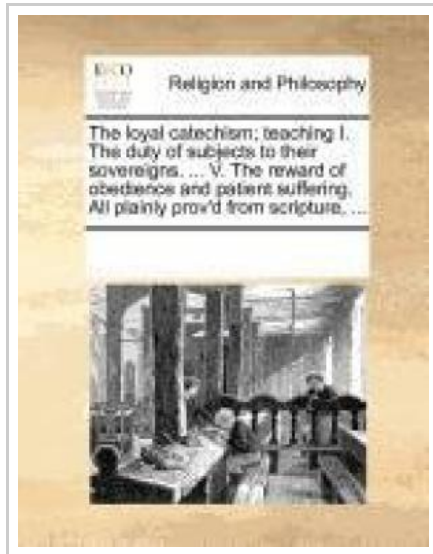 ECCO
Religion and Philosophy
The loyal catechism; teaching I.
The duty of subjects to their
sovereigns. ... V. The reward of
obedience and patient suffering.
All plainly prov'd from scripture, ...